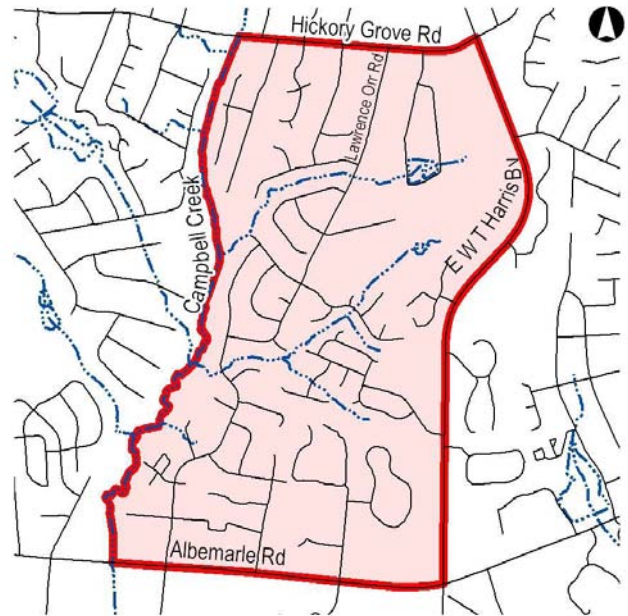 Hickory Grove Rd
Lawrence Orr Rd
E W T Harris Bv
Campbell Creek
Albemarle Rd